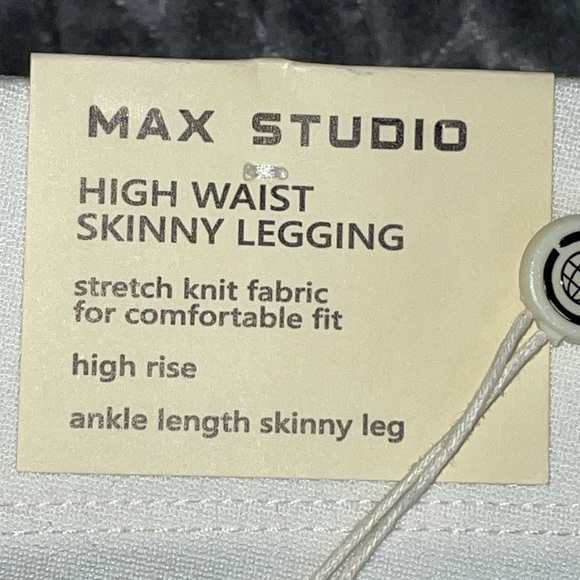 MAX STUDIO
HIGH WAIST
SKINNY LEGGING
stretch knit fabric
for comfortable fit
high rise
ankle length skinny leg